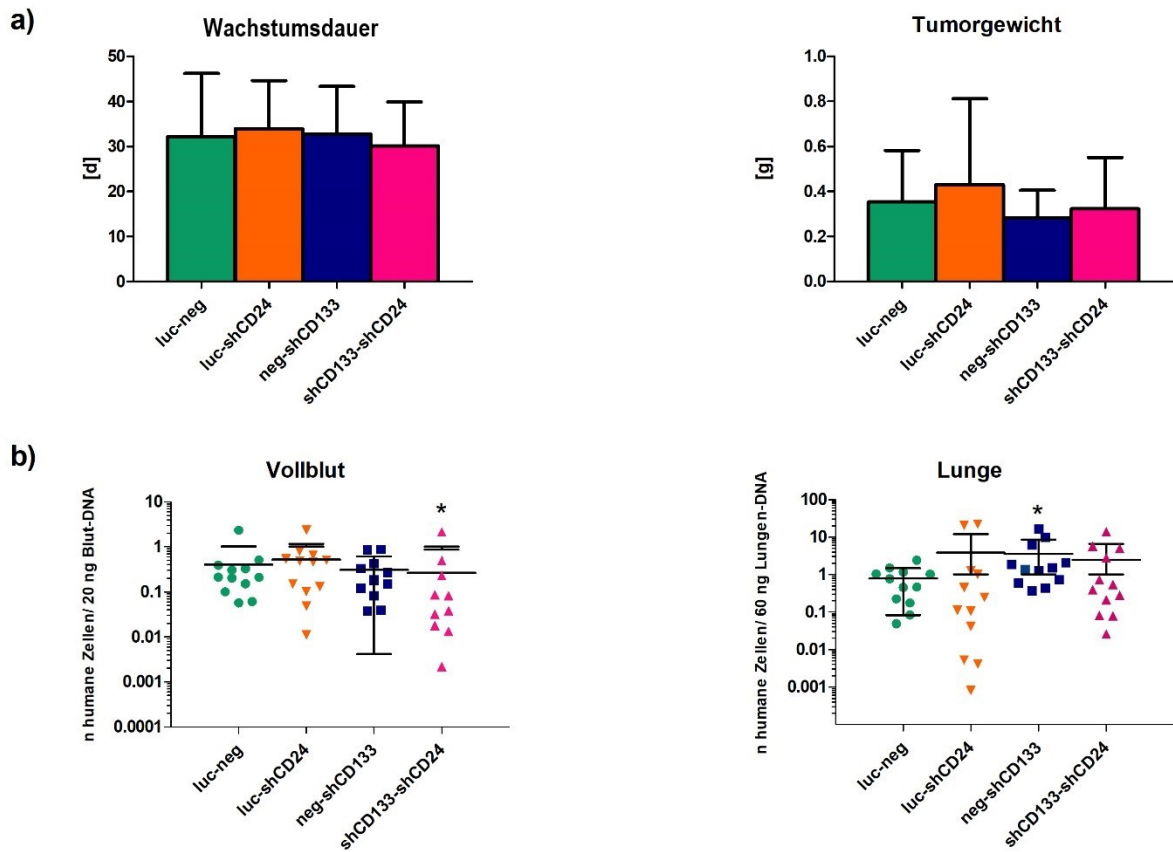 a)
Wachstumsdauer
[d]
50
40
30
20
10
0
luc-neg
luc-shCD24
neg-shCD133
shCD133-shCD24
Tumorgewicht
[g]
1.0
0.8
0.6
0.4
0.2
0.0
luc-neg
luc-shCD24
neg-shCD133
shCD133-shCD24
b)
Vollblut
n humane Zellen/ 20 ng Blut-DNA
10
1
0.1
0.01
0.001
0.0001
*
luc-neg
luc-shCD24
neg-shCD133
shCD133-shCD24
Lunge
n humane Zellen/ 60 ng Lungen-DNA
100
10
1
0.1
0.01
0.001
*
luc-neg
luc-shCD24
neg-shCD133
shCD133-shCD24